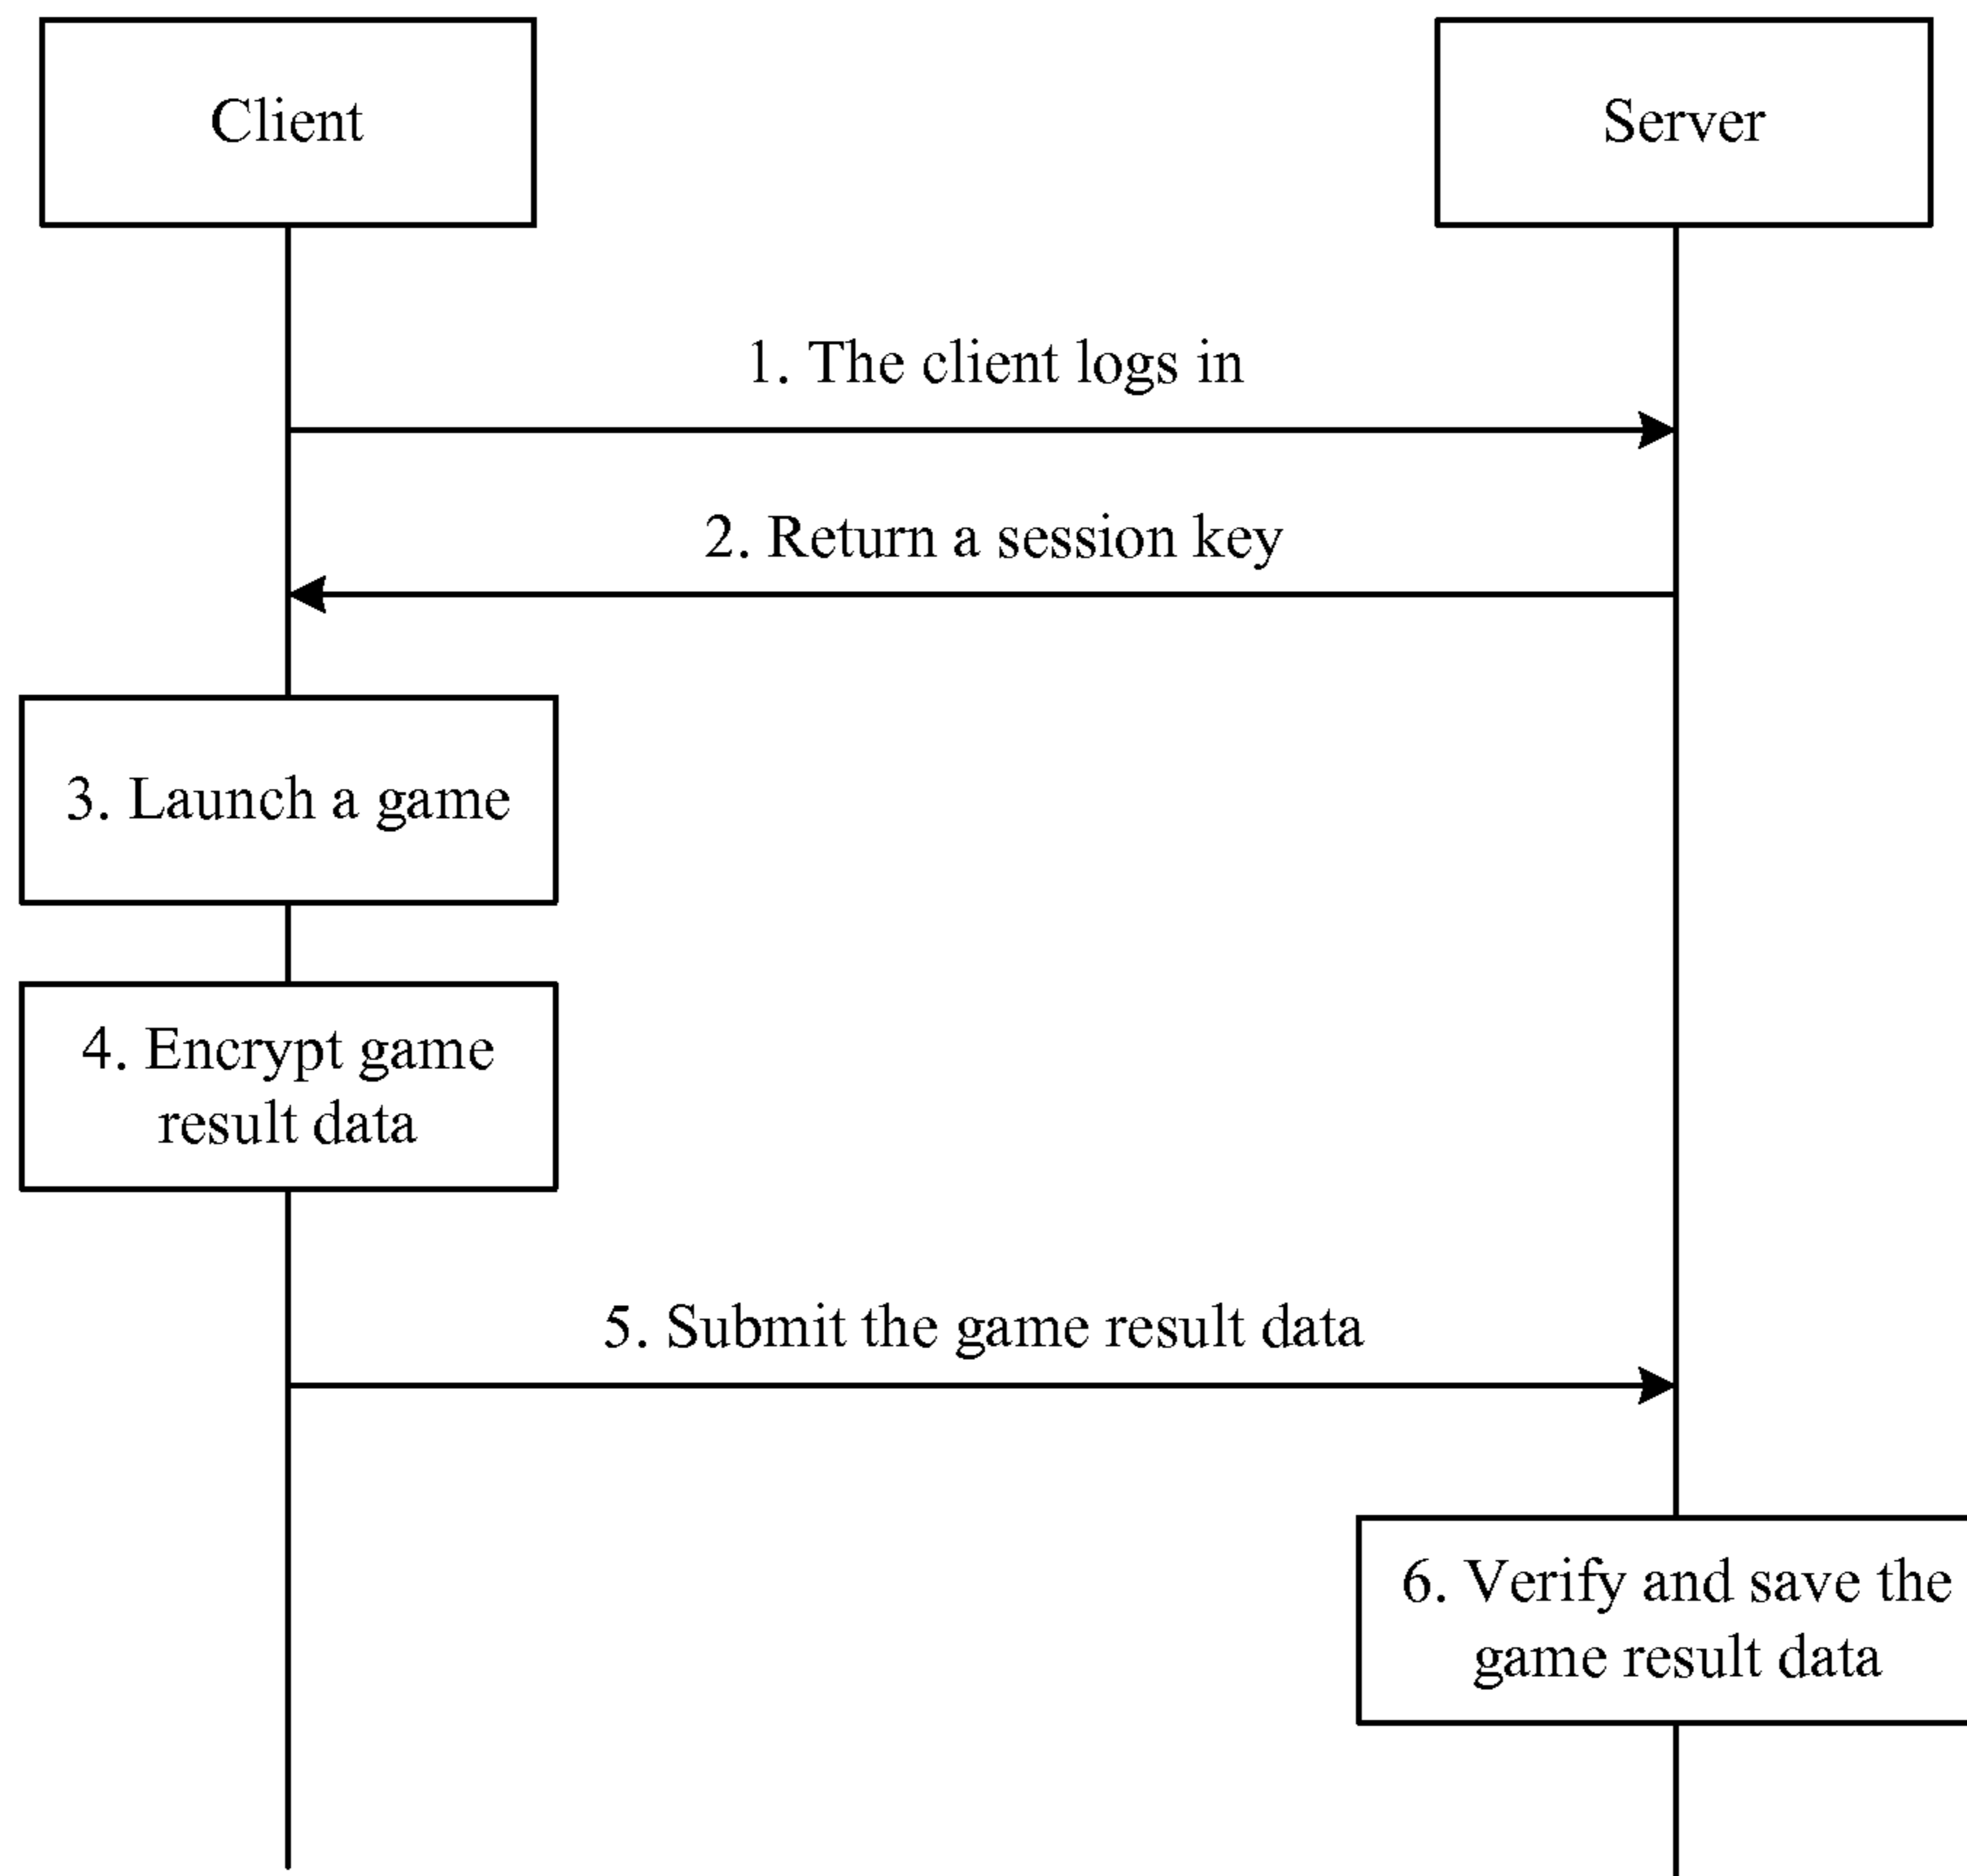 Client
Server
1. The client logs in
2. Return a session key
3. Launch a game
4. Encrypt game
result data
5. Submit the game result data
6. Verify and save the
game result data